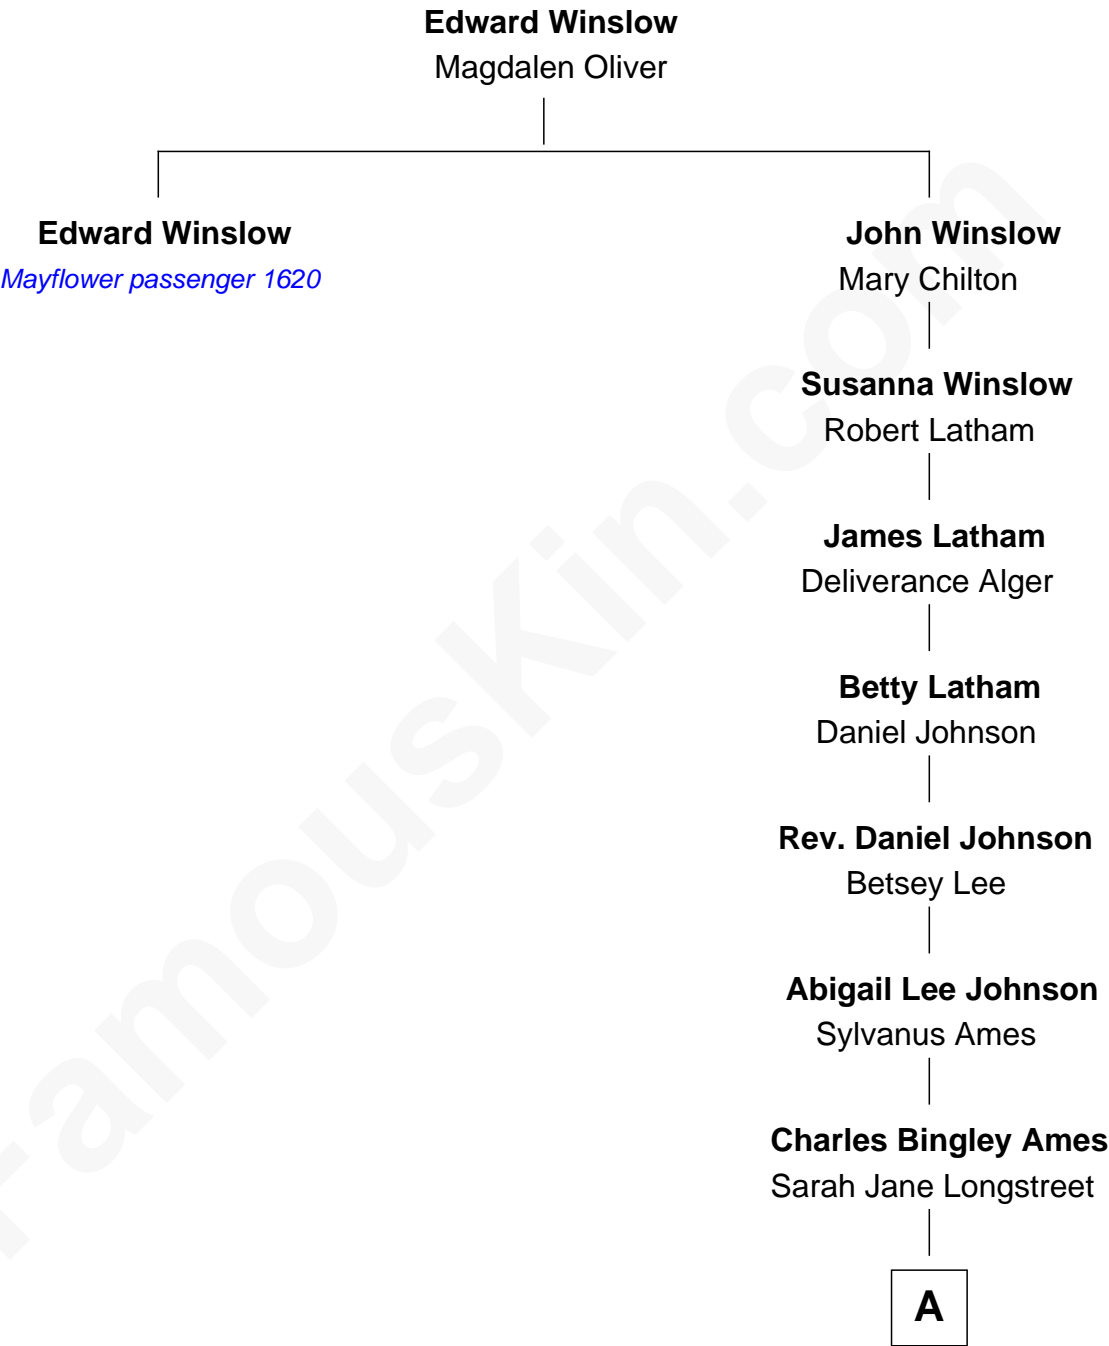 Edward Winslow
Magdalen Oliver
Edward Winslow
Mayflower passenger 1620
John Winslow
Mary Chilton
Susanna Winslow
Robert Latham
James Latham
Deliverance Alger
Betty Latham
Daniel Johnson
Rev. Daniel Johnson
Betsey Lee
Abigail Lee Johnson
Sylvanus Ames
Charles Bingley Ames
Sarah Jane Longstreet
A
FamousKin.com